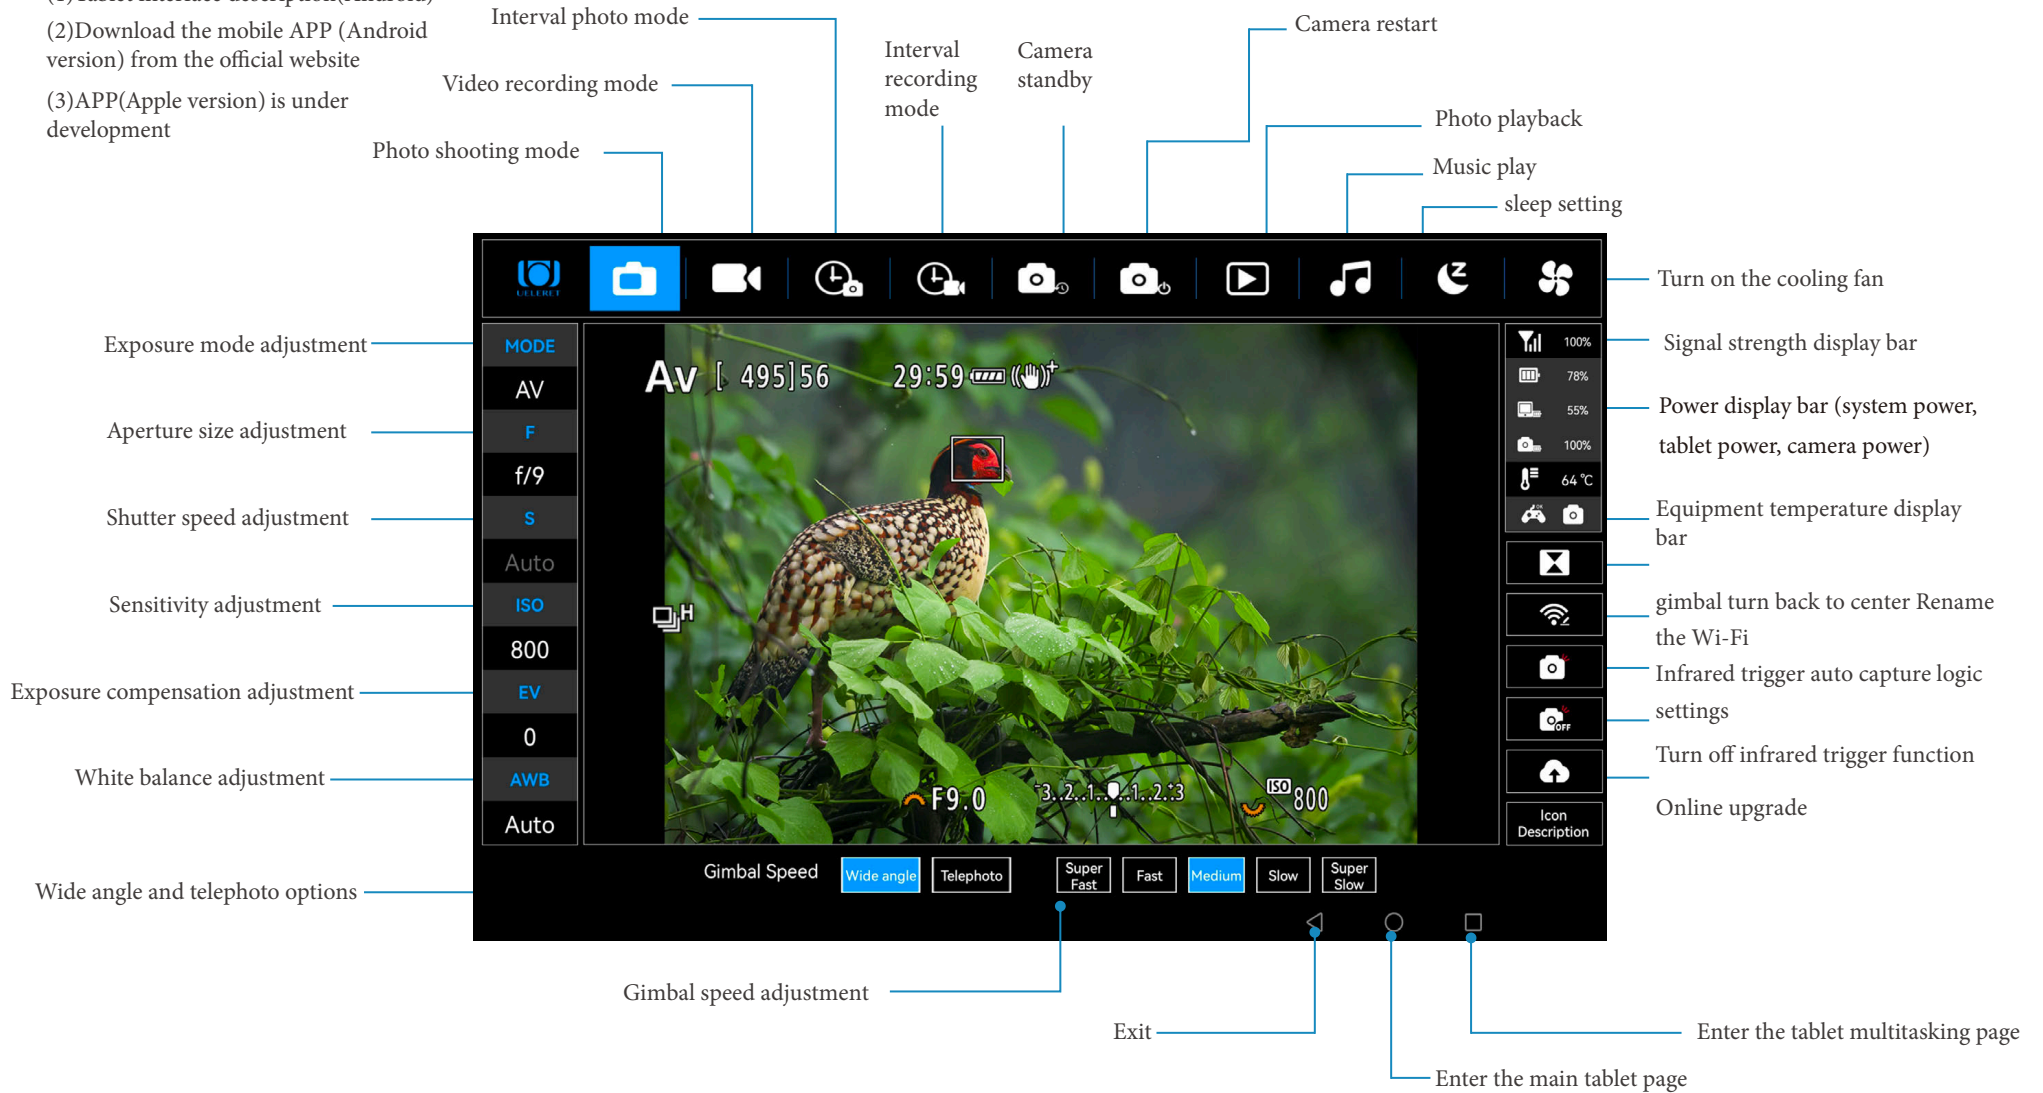 (1)Tablet interface description(Android)
(2)Download the mobile APP (Android
version) from the official website
(3)APP(Apple version) is under
development
Interval photo mode
Video recording mode
Photo shooting mode
Interval
recording
mode
Camera
standby
Camera restart
Photo playback
Music play
sleep setting
UELERET
Turn on the cooling fan
Exposure mode adjustment
Aperture size adjustment
Shutter speed adjustment
Sensitivity adjustment
Exposure compensation adjustment
White balance adjustment
Wide angle and telephoto options
MODE
AV
F
f/9
S
Auto
ISO
800
EV
0
AWB
Auto
Av [ 495]56 29:59
H
F9.0
-3..2..1..0..1..2..+3
ISO 800
100%
78%
55%
100%
64 °C
OK
OFF
Icon
Description
Signal strength display bar
Power display bar (system power,
tablet power, camera power)
Equipment temperature display
bar
gimbal turn back to center Rename
the Wi-Fi
Infrared trigger auto capture logic
settings
Turn off infrared trigger function
Online upgrade
Gimbal Speed
Wide angle
Telephoto
Super
Fast
Fast
Medium
Slow
Super
Slow
Gimbal speed adjustment
Exit
Enter the tablet multitasking page
Enter the main tablet page